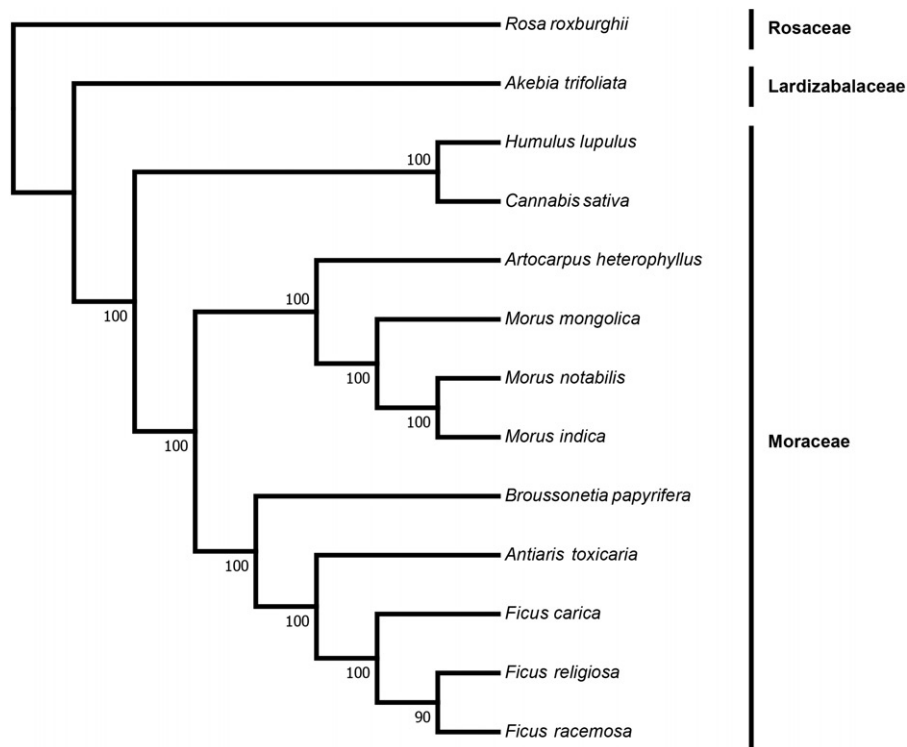 Rosa roxburghii
Rosaceae
Akebia trifoliata
Lardizabalaceae
Humulus lupulus
100
Cannabis sativa
Artocarpus heterophyllus
100
Morus mongolica
100
100
Morus notabilis
100
Morus indica
100
Moraceae
Broussonetia papyrifera
Antiaris toxicaria
100
Ficus carica
100
Ficus religiosa
100
90
Ficus racemosa